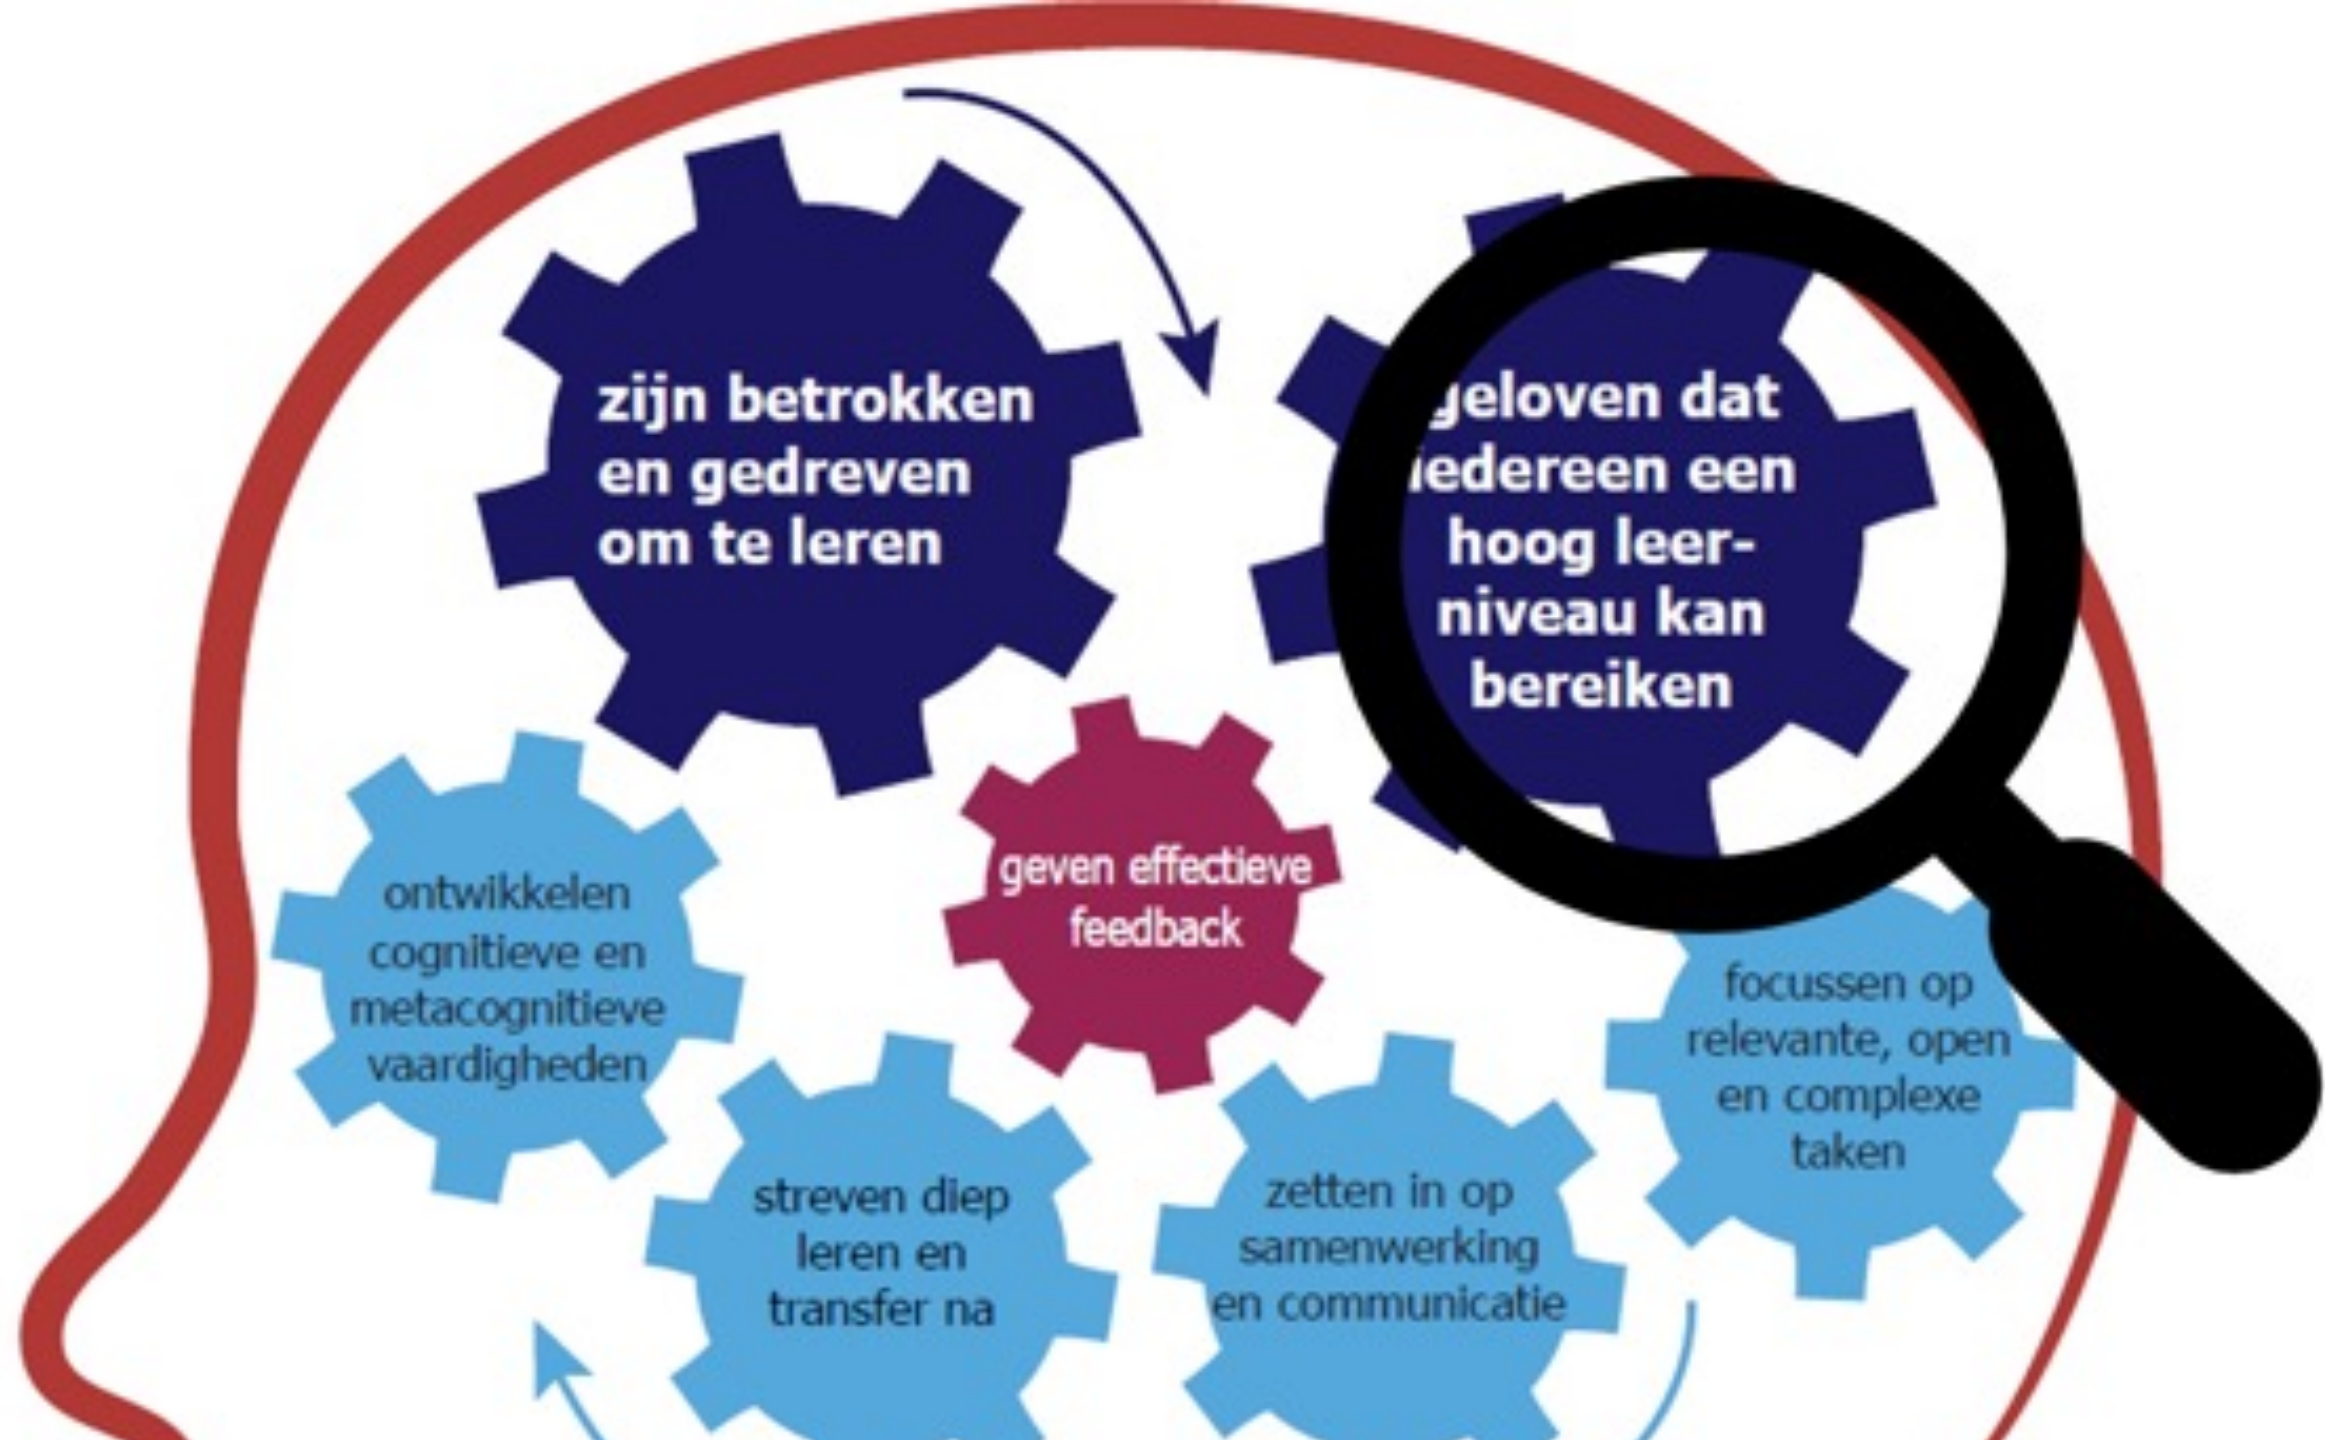 zijn betrokken
en gedreven
om te leren
geloven dat
iedereen een
hoog leer-
niveau kan
bereiken
geven effectieve
feedback
ontwikkelen
cognitieve en
metacognitieve
vaardigheden
streven diep
leren en
transfer na
zetten in op
samenwerking
en communicatie
focussen op
relevante, open
en complexe
taken